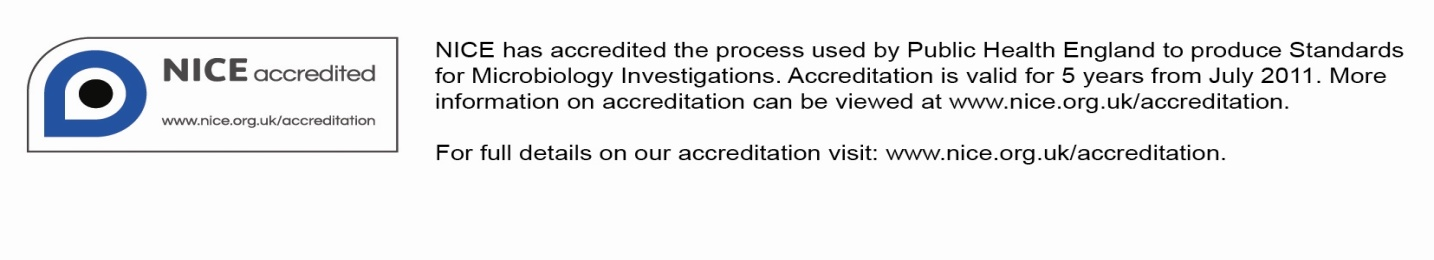 NICE accredited
www.nice.org.uk/accreditation
NICE has accredited the process used by Public Health England to produce Standards
for Microbiology Investigations. Accreditation is valid for 5 years from July 2011. More
information on accreditation can be viewed at www.nice.org.uk/accreditation.
For full details on our accreditation visit: www.nice.org.uk/accreditation.